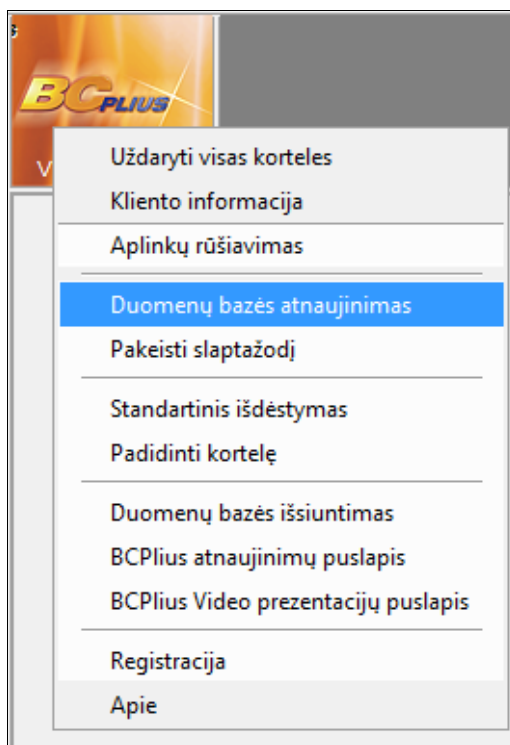 BCPLIUS
V
Uždaryti visas korteles
Kliento informacija
Aplinkų rūšiavimas
Duomenų bazės atnaujinimas
Pakeisti slaptažodį
Standartinis išdėstymas
Padidinti kortelę
Duomenų bazės išsiuntimas
BCPlius atnaujinimų puslapis
BCPlius Video prezentacijų puslapis
Registracija
Apie